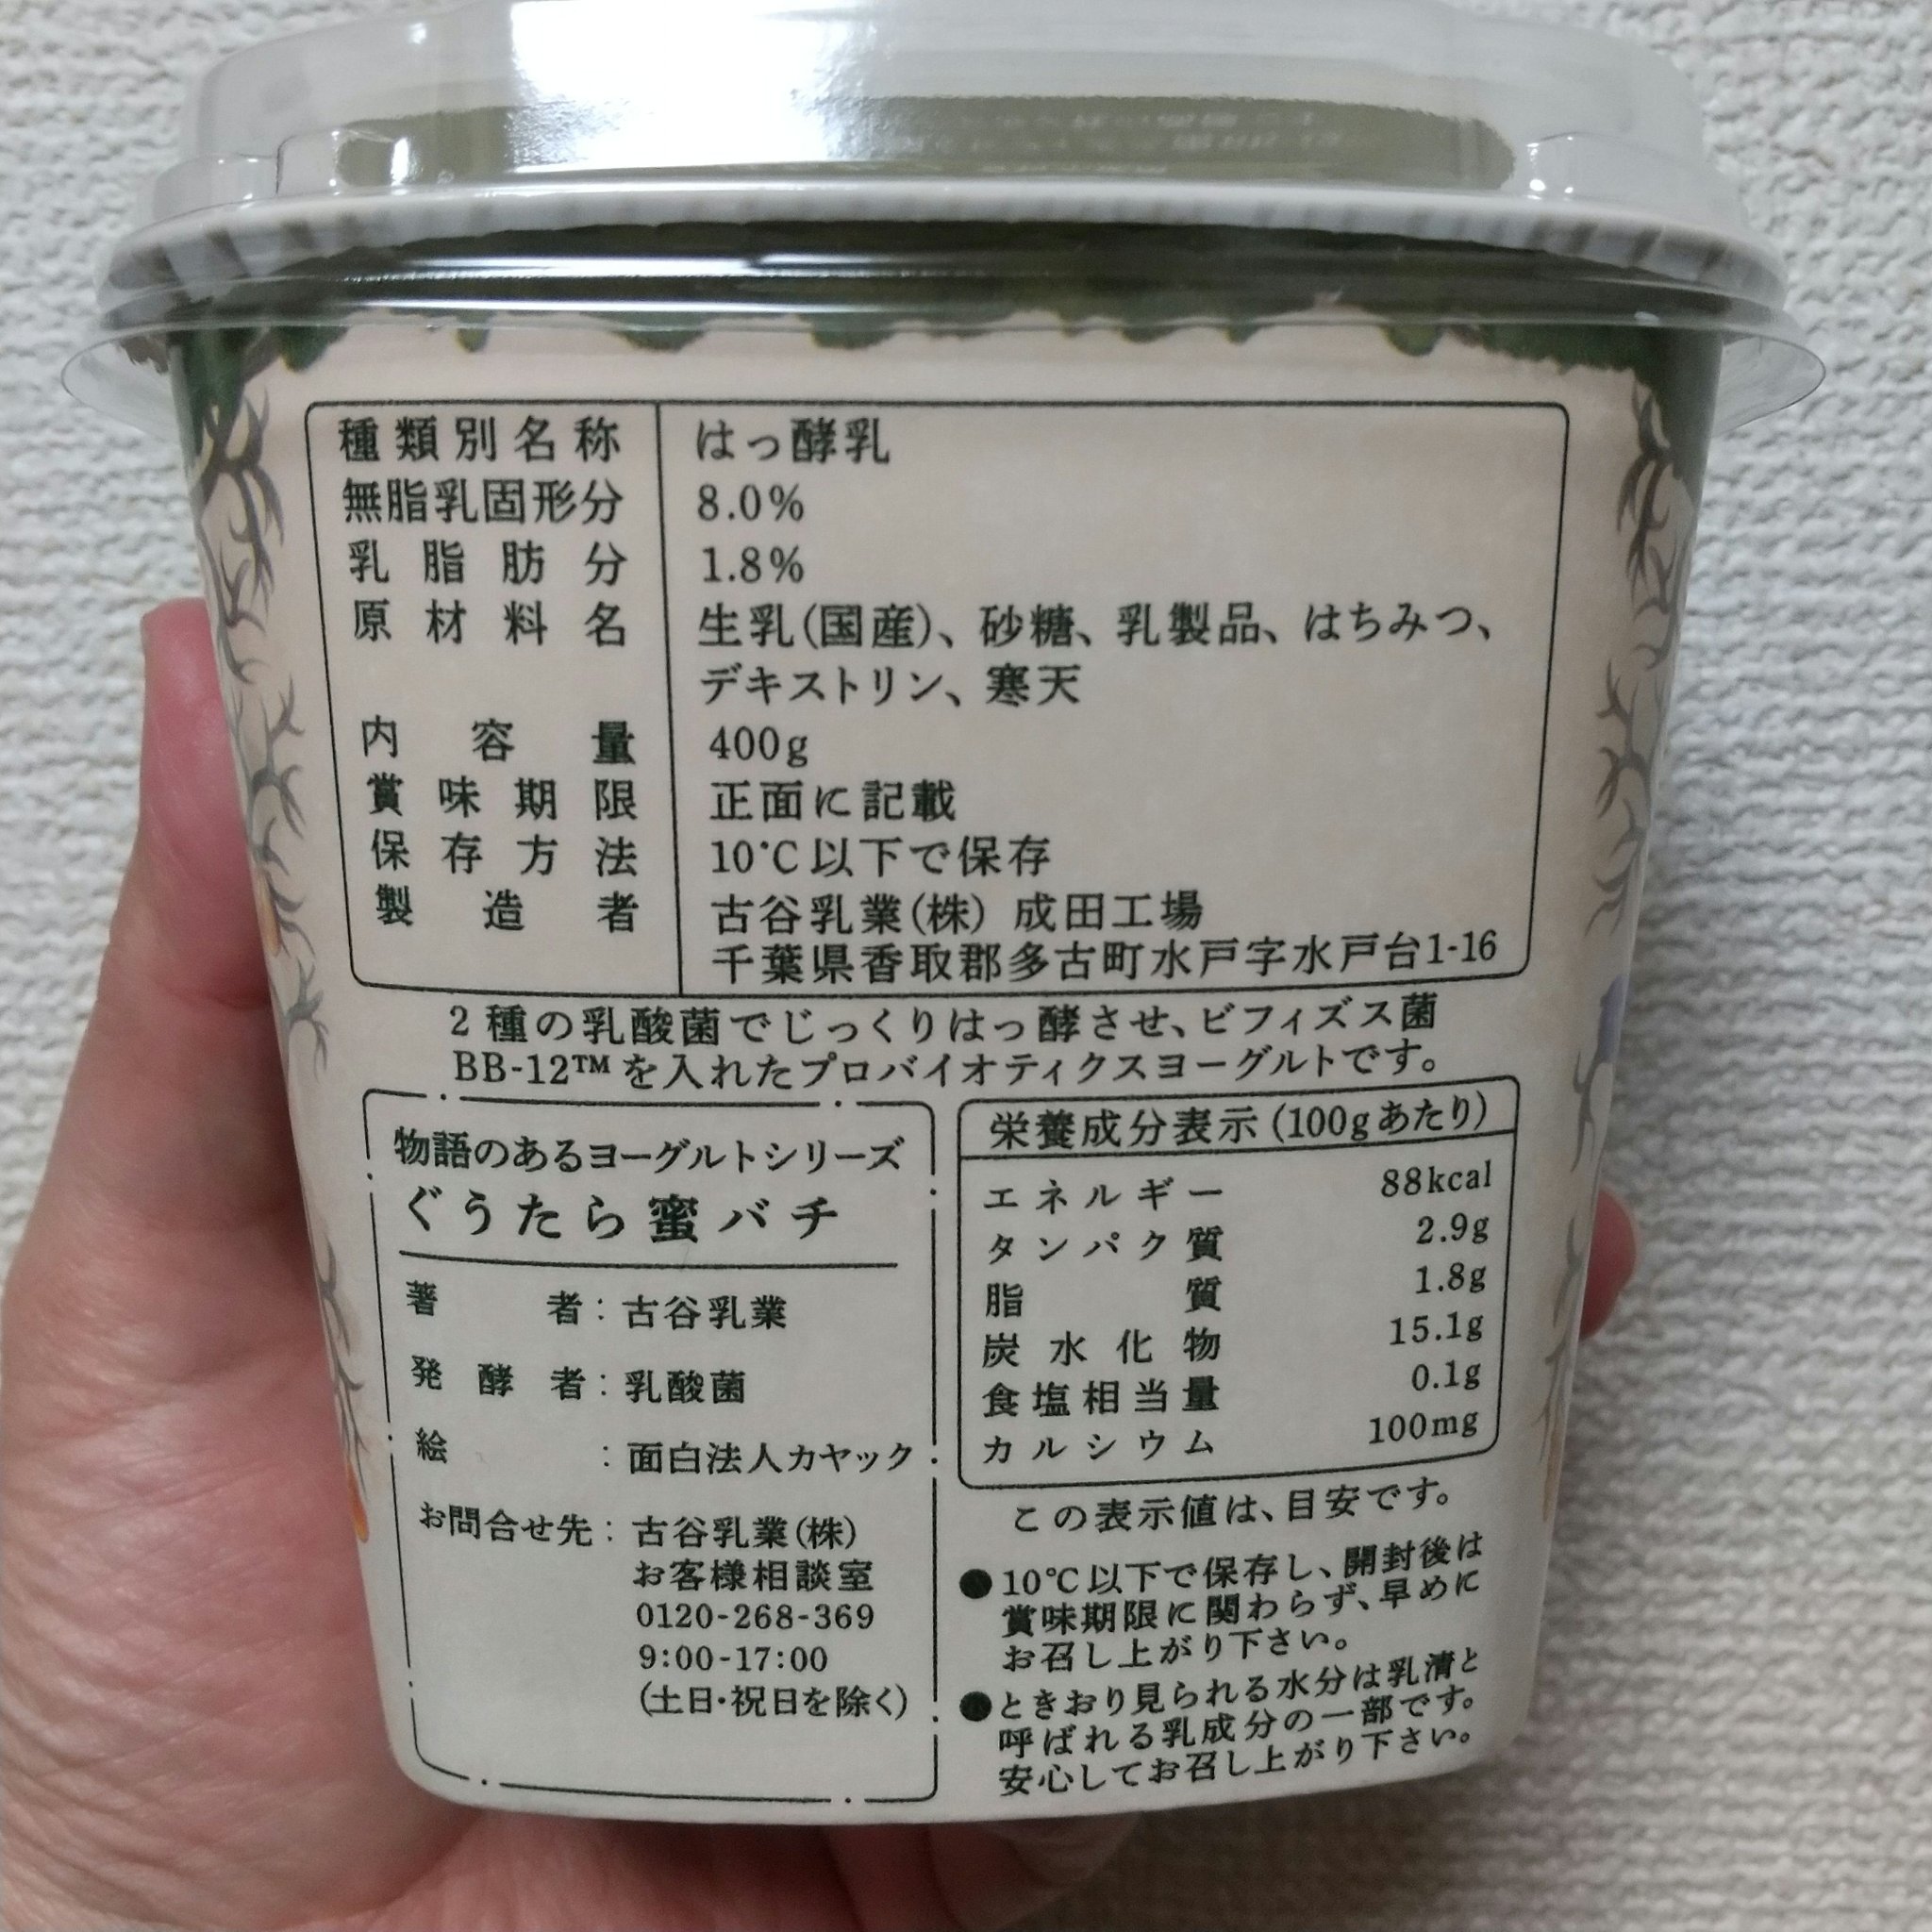 種類別名称 はっ酵乳
無脂乳固形分 8.0%
乳脂肪分 1.8%
原材料名 生乳(国産)、砂糖、乳製品、はちみつ、
デキストリン、寒天
内容量 400g
賞味期限 正面に記載
保存方法 10℃以下で保存
製造者 古谷乳業(株) 成田工場
千葉県香取郡多古町水戸字水戸台1-16
2種の乳酸菌でじっくりはっ酵させ、ビフィズス菌
BB-12™を入れたプロバイオティクスヨーグルトです。
物語のあるヨーグルトシリーズ
ぐうたら蜜バチ
著者:古谷乳業
発酵者:乳酸菌
絵:面白法人カヤック
お問合せ先:古谷乳業(株)
お客様相談室
0120-268-369
9:00-17:00
(土日・祝日を除く)
栄養成分表示(100gあたり)
エネルギー 88kcal
タンパク質 2.9g
脂質 1.8g
炭水化物 15.1g
食塩相当量 0.1g
カルシウム 100mg
この表示値は、目安です。
●10℃以下で保存し、開封後は
賞味期限に関わらず、早めに
お召し上がり下さい。
●ときおり見られる水分は乳清と
呼ばれる乳成分の一部です。
安心してお召し上がり下さい。